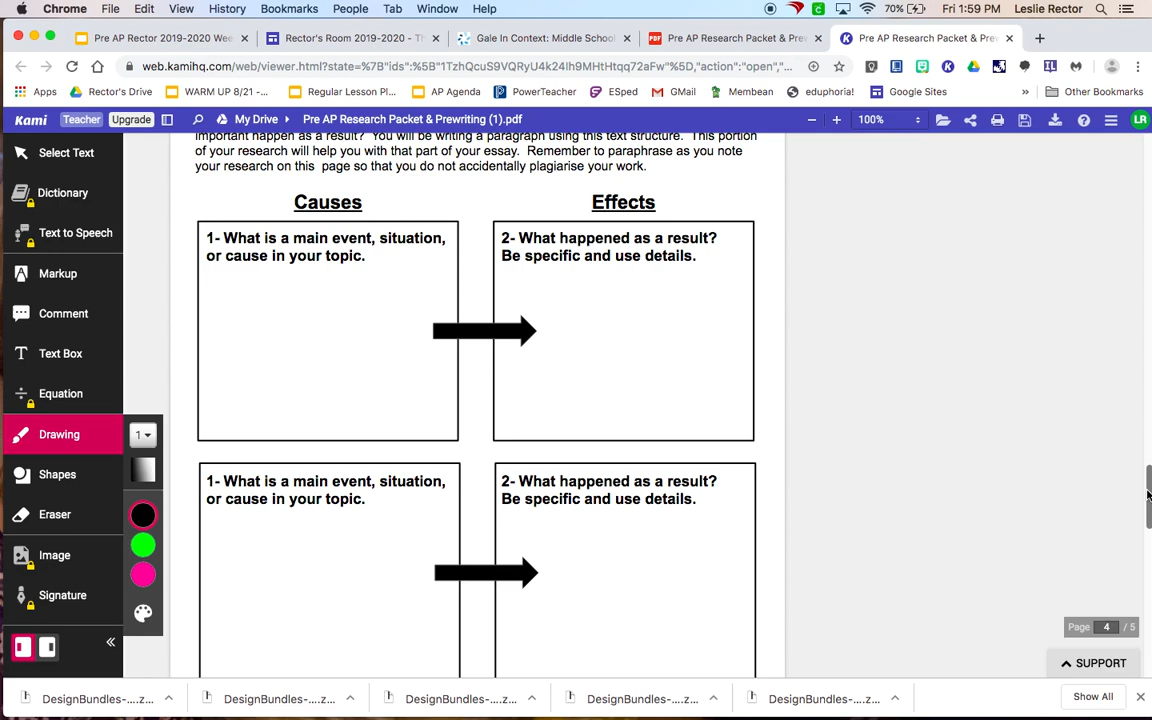 Chrome File Edit View History Bookmarks People Tab Window Help 70% Fri 1:59 PM Leslie Rector
Pre AP Rector 2019-2020 Wee Rector's Room 2019-2020 - Th Gale In Context: Middle School Pre AP Research Packet & Prew Pre AP Research Packet & Prew
web.kamihq.com/web/viewer.html?state=%7B"ids"%3A%5B"1TzhQcuS9VQRyU4k24lh9MHtHtqq72aFw"%5D,"action":"open",...
Apps Rector's Drive WARM UP 8/21 -... Regular Lesson Pl... AP Agenda PowerTeacher ESped GMail Membean eduphoria! Google Sites » Other Bookmarks
Kami Teacher Upgrade My Drive Pre AP Research Packet & Prewriting (1).pdf 100% LR
important happen as a result? You will be writing a paragraph using this text structure. This portion
of your research will help you with that part of your essay. Remember to paraphrase as you note
your research on this page so that you do not accidentally plagiarise your work.
Select Text
Dictionary
Text to Speech
Markup
Comment
Text Box
Equation
Drawing
Shapes
Eraser
Image
Signature
1
Causes Effects
1- What is a main event, situation,
or cause in your topic.
2- What happened as a result?
Be specific and use details.
1- What is a main event, situation,
or cause in your topic.
2- What happened as a result?
Be specific and use details.
Page 4 / 5
SUPPORT
DesignBundles-....z... DesignBundles-....z... DesignBundles-....z... DesignBundles-....z... DesignBundles-....z... Show All